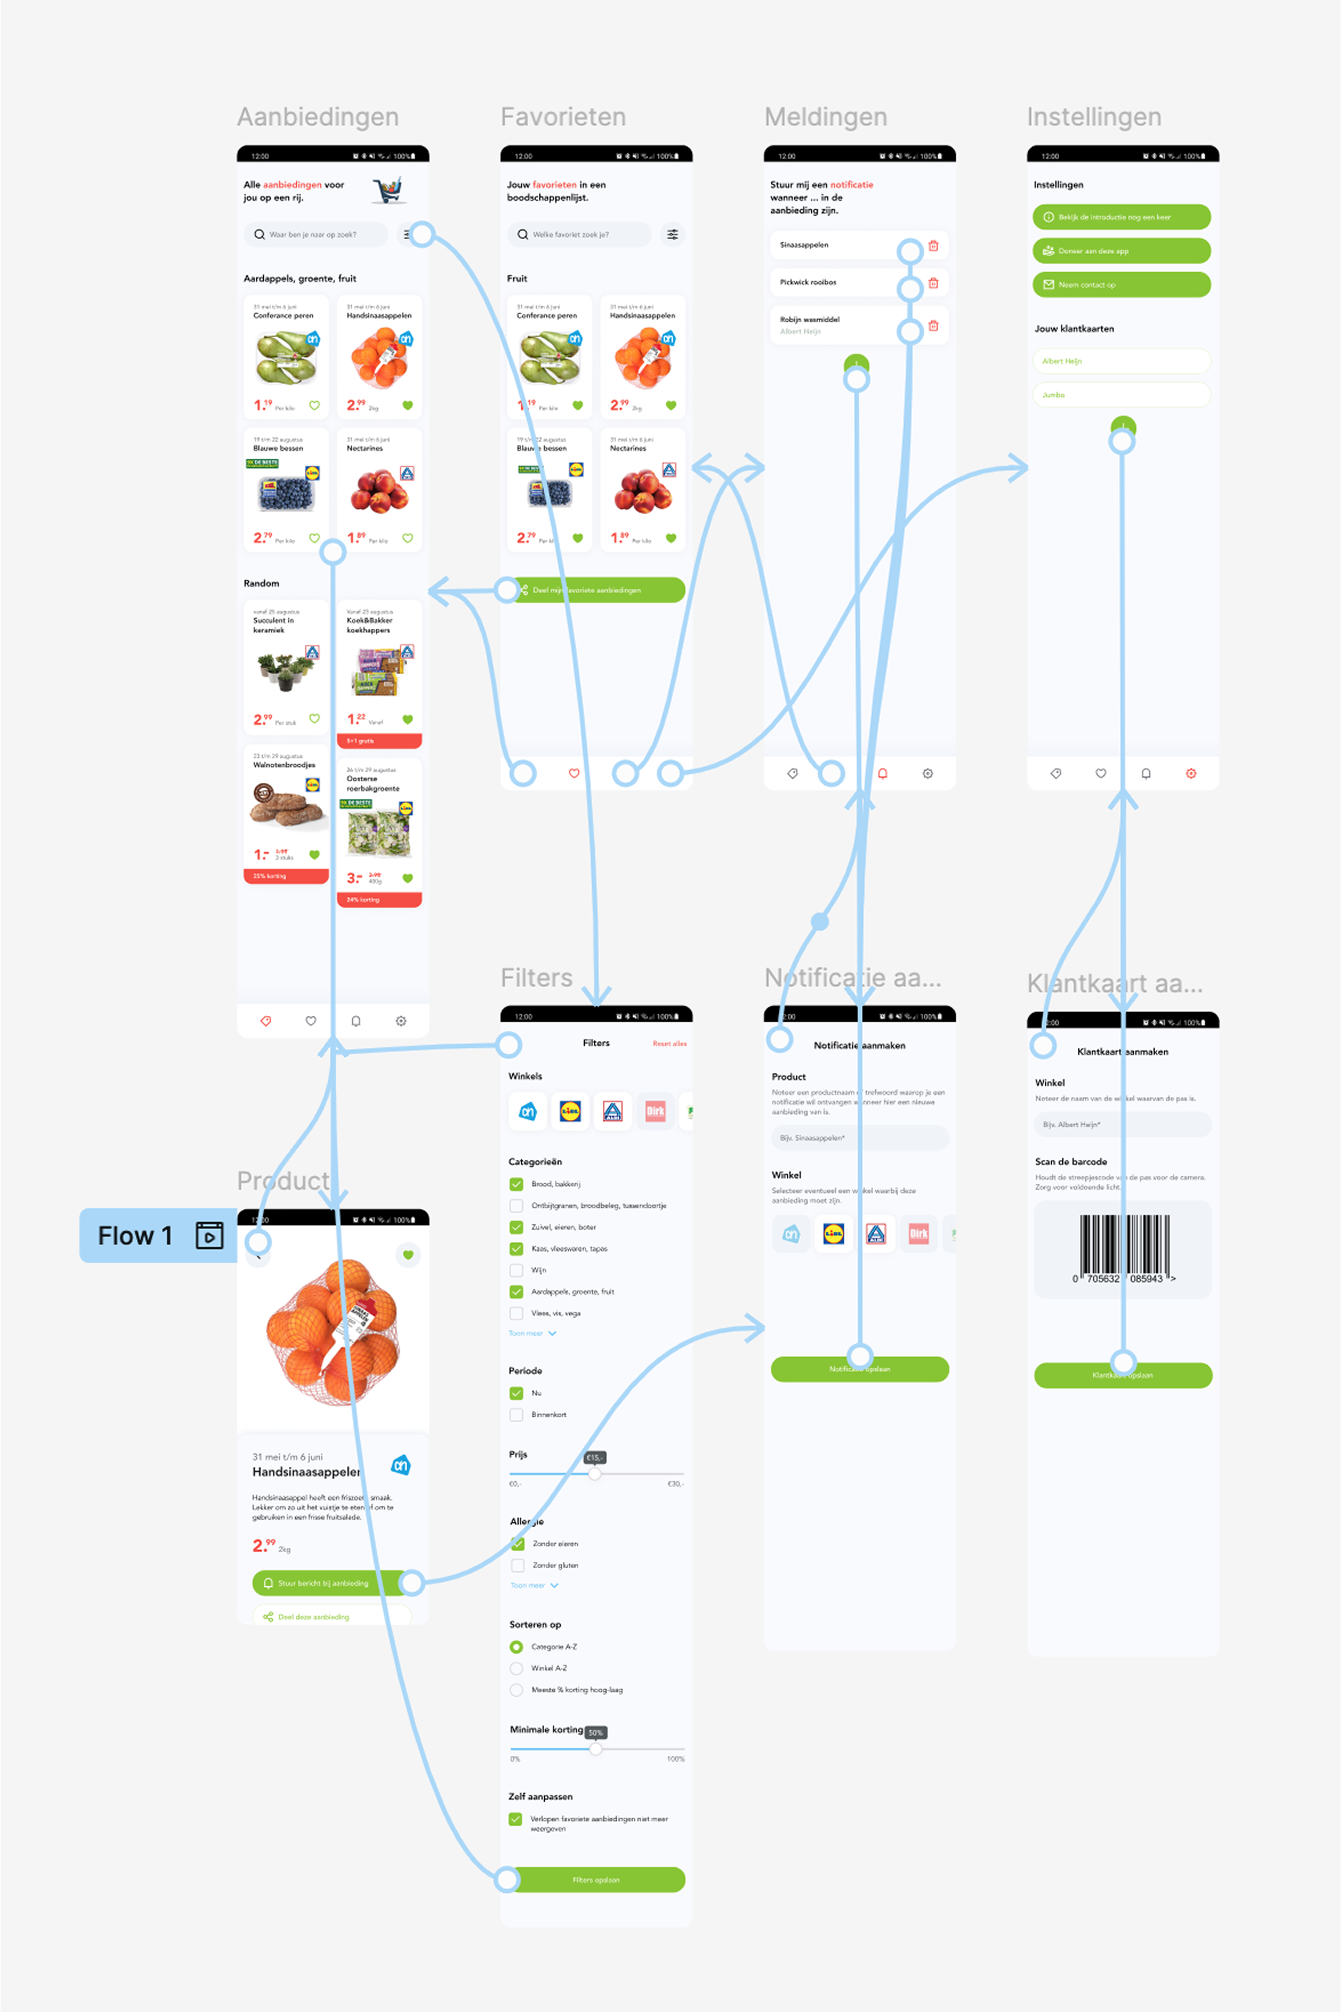 Aanbiedingen
12:00
100%
Alle aanbiedingen voor
jou op een rij.
Waar ben je naar op zoek?
Aardappels, groente, fruit
31 mei t/m 6 juni
Conferance peren
1.19 Per kilo
31 mei t/m 6 juni
Handsinaasappelen
2.99 2kg
19 t/m 22 augustus
Blauwe bessen
2.79 Per kilo
31 mei t/m 6 juni
Nectarines
1.89 Per kilo
Random
vanaf 25 augustus
Succulent in
keramiek
2.99 Per stuk
Vanaf 25 augustus
Koek&Bakker
koekhappers
1.22 Vanaf
5+1 gratis
23 t/m 29 augustus
Walnotenbroodjes
1.-
3 stuks
25% korting
26 t/m 29 augustus
Oosterse
roerbakgroente
3.-
400g
24% korting
Favorieten
12:00
100%
Jouw favorieten in een
boodschappenlijst.
Welke favoriet zoek je?
Fruit
31 mei t/m 6 juni
Conferance peren
Per kilo
31 mei t/m 6 juni
Handsinaasappelen
2.99 2kg
19 t/m 22 augustus
Blauwe bessen
2.79 Per kilo
31 mei t/m 6 juni
Nectarines
1.89 Per kilo
Deel mijn favoriete aanbiedingen
Meldingen
12:00
100%
Stuur mij een notificatie
wanneer ... in de
aanbieding zijn.
Sinaasappelen
Pickwick rooibos
Robijn wasmiddel
Albert Heijn
Instellingen
12:00
100%
Instellingen
Bekijk de introductie nog een keer
Doneer aan deze app
Neem contact op
Jouw klantkaarten
Albert Heijn
Jumbo
Product
Flow 1
100%
31 mei t/m 6 juni
Handsinaasappelen
Handsinaasappel heeft een friszoete smaak.
Lekker om zo uit het vuistje te eten of om te
gebruiken in een frisse fruitsalade.
2.99 2kg
Stuur bericht bij aanbieding
Deel deze aanbieding
Filters
12:00
100%
Filters
Reset alles
Winkels
LIDL
ALDI
Dirk
Categorieën
Brood, bakkerij
Ontbijtgranen, broodbeleg, tussendoortje
Zuivel, eieren, boter
Kaas, vleeswaren, tapas
Wijn
Aardappels, groente, fruit
Vlees, vis, vega
Toon meer
Periode
Nu
Binnenkort
Prijs
€15,-
€0,-
€30,-
Allergie
Zonder eieren
Zonder gluten
Toon meer
Sorteren op
Categorie A-Z
Winkel A-Z
Meeste % korting hoog-laag
Minimale korting
50%
0%
100%
Zelf aanpassen
Verlopen favoriete aanbiedingen niet meer
weergeven
Filters opslaan
Notificatie aa...
100%
Notificatie aanmaken
Product
Noteer een productnaam of trefwoord waarop je een
notificatie wil ontvangen wanneer hier een nieuwe
aanbieding van is.
Bijv. Sinaasappelen*
Winkel
Selecteer eventueel een winkel waarbij deze
aanbieding moet zijn.
LIDL
ALDI
Dirk
Notificatie opslaan
Klantkaart aa...
100%
Klantkaart aanmaken
Winkel
Noteer de naam van de winkel waarvan de pas is.
Bijv. Albert Hwijn*
Scan de barcode
Houdt de streepjescode van de pas voor de camera.
Zorg voor voldoende licht.
0 705632 085943 >
Klantkaart opslaan